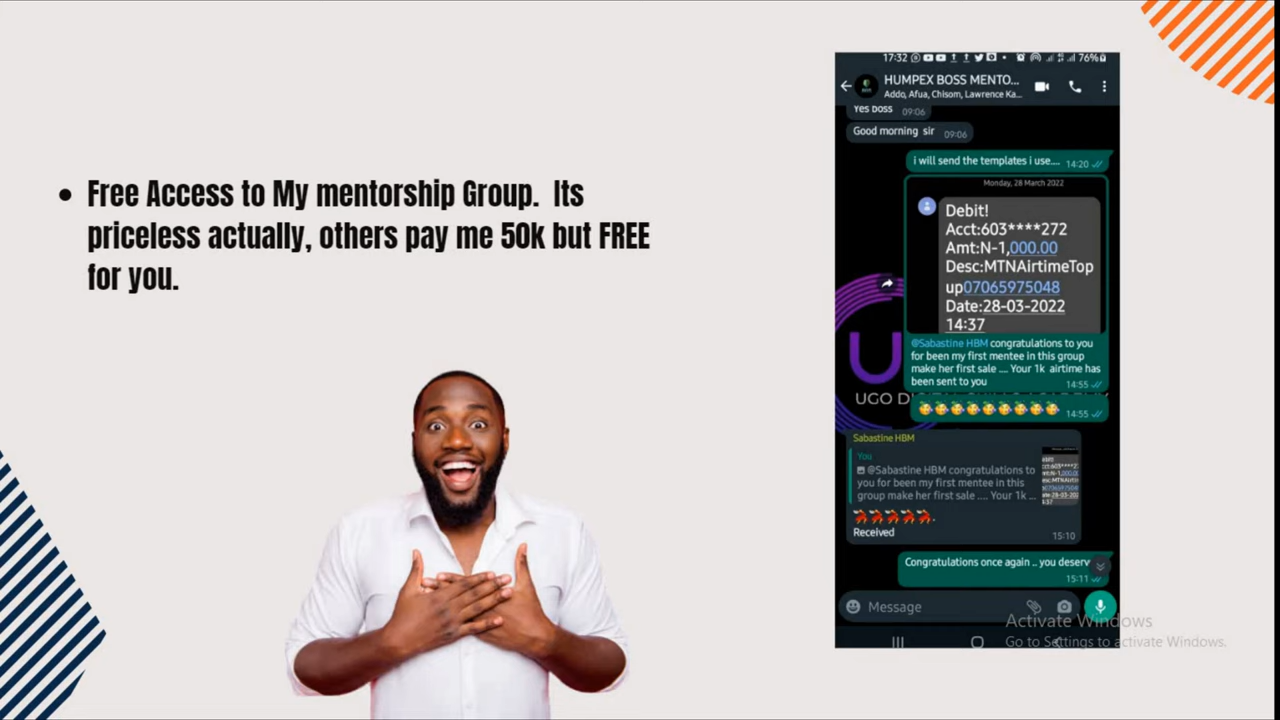 Free Access to My mentorship Group. Its
priceless actually, others pay me 50k but FREE
for you.
17:32
76%
HUMPEX BOSS MENTO...
Addo, Afua, Chisom, Lawrence Ka...
Yes boss 09:06
Good morning sir 09:06
i will send the templates i use.... 14:20
Monday, 28 March 2022
Debit!
Acct:603****272
Amt:N-1,000.00
Desc:MTNAirtimeTop
up07065975048
Date:28-03-2022
14:37
@Sabastine HBM congratulations to you
for been my first mentee in this group
make her first sale .... Your 1k airtime has
been sent to you 14:55
U
UGO D
14:55
Sabastine HBM
You
@Sabastine HBM congratulations to
you for been my first mentee in this
group make her first sale .... Your 1k ...
Received
15:10
Congratulations once again .. you deserv
15:11
Message
Activate Windows
Go to Settings to activate Windows.